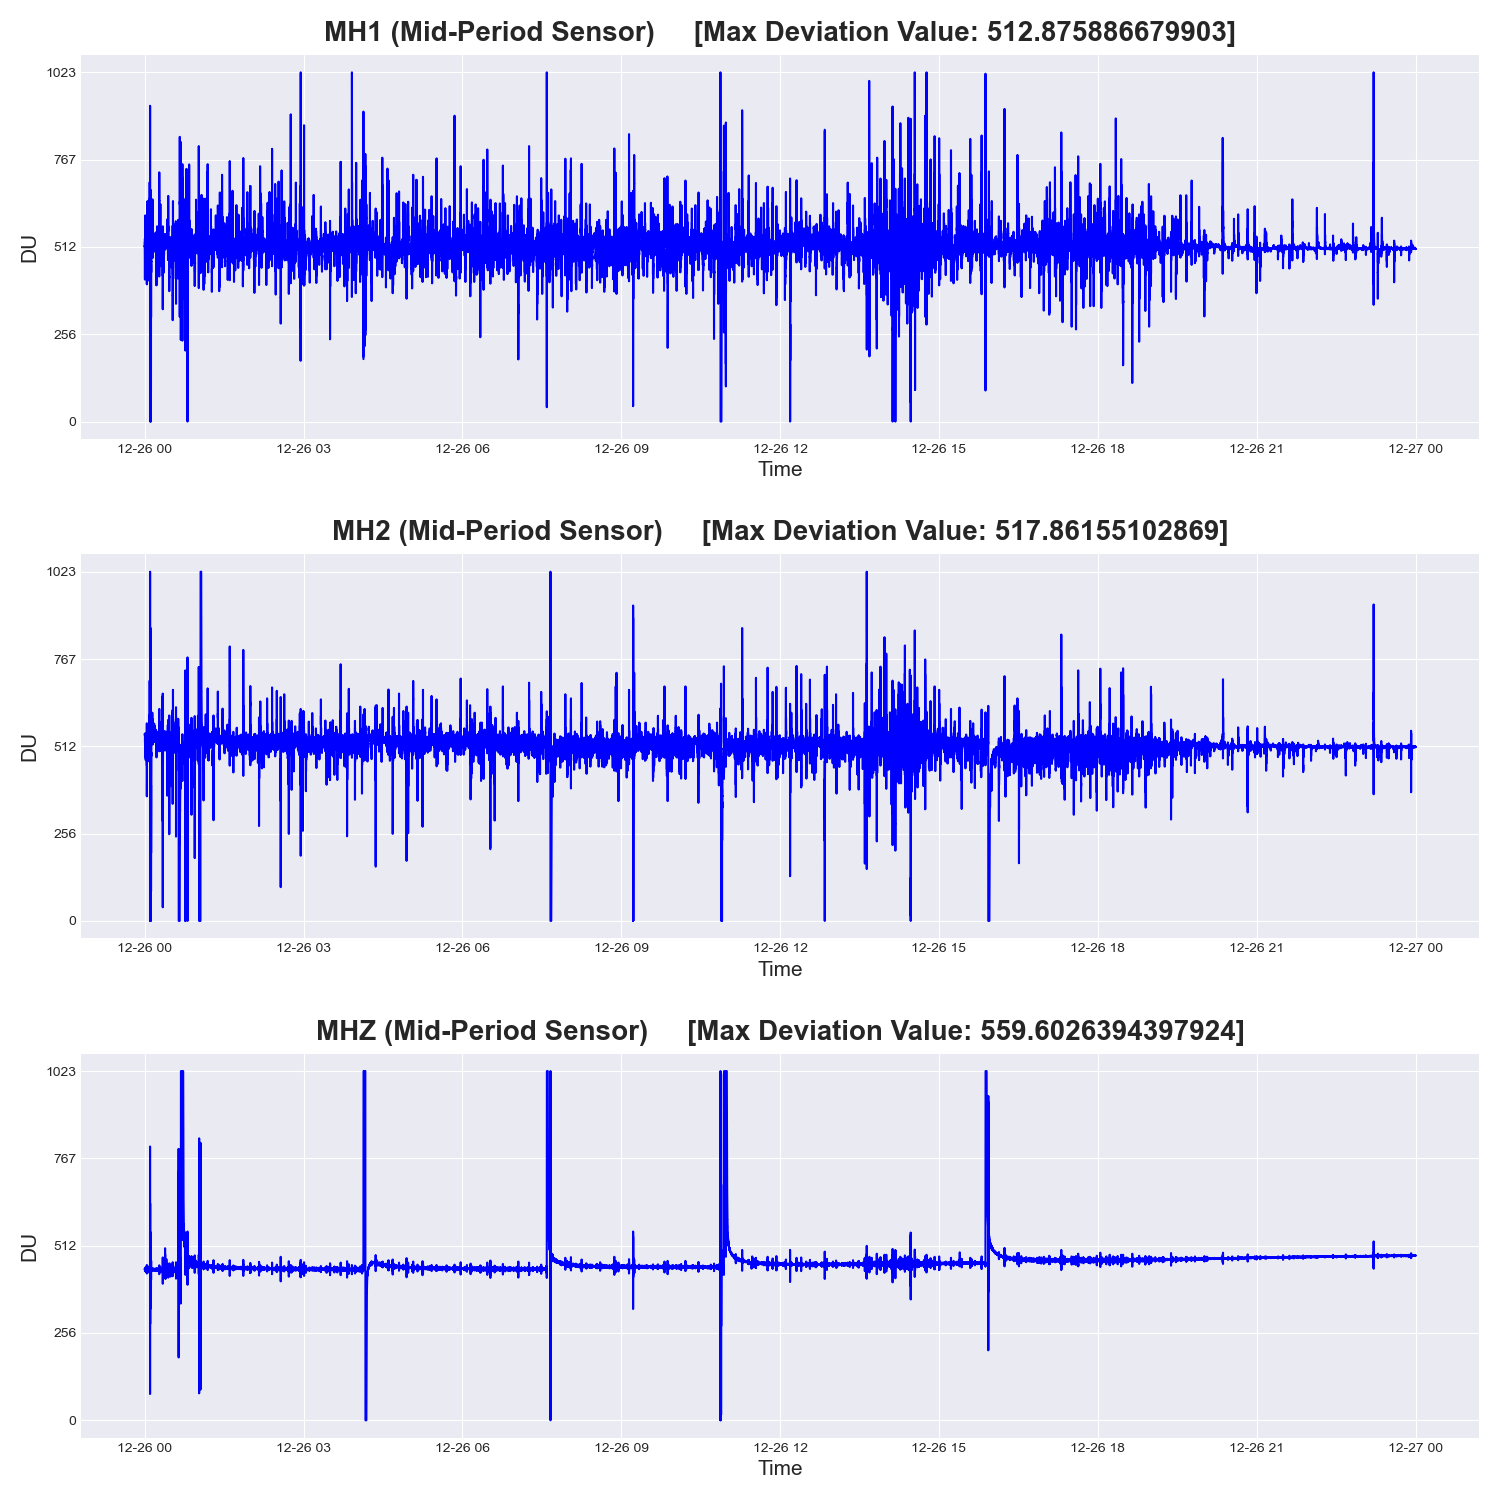 MH1 (Mid-Period Sensor) [Max Deviation Value: 512.875886679903]
1023
767
512
256
0
DU
12-26 00 12-26 03 12-26 06 12-26 09 12-26 12 12-26 15 12-26 18 12-26 21 12-27 00
Time
MH2 (Mid-Period Sensor) [Max Deviation Value: 517.86155102869]
1023
767
512
256
0
DU
12-26 00 12-26 03 12-26 06 12-26 09 12-26 12 12-26 15 12-26 18 12-26 21 12-27 00
Time
MHZ (Mid-Period Sensor) [Max Deviation Value: 559.6026394397924]
1023
767
512
256
0
DU
12-26 00 12-26 03 12-26 06 12-26 09 12-26 12 12-26 15 12-26 18 12-26 21 12-27 00
Time